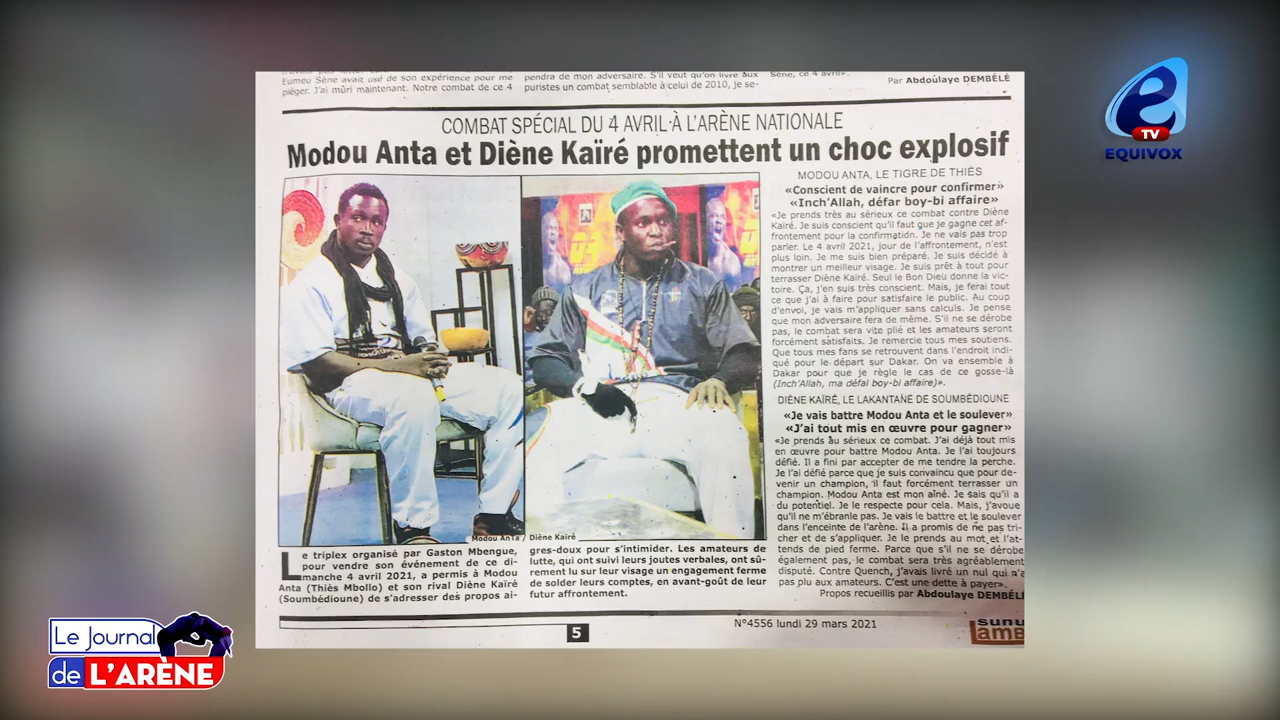 Eumeu Sène avait usé de son expérience pour me
piéger. J'ai mûri maintenant. Notre combat de ce 4
pendra de mon adversaire. S'il veut qu'on livre aux
puristes un combat semblable à celui de 2010, je se-
Sène, ce 4 avril».
Par Abdoulaye DEMBÉLÉ
COMBAT SPÉCIAL DU 4 AVRIL À L'ARÈNE NATIONALE
Modou Anta et Diène Kaïré promettent un choc explosif
MODOU ANTA, LE TIGRE DE THIÈS
«Conscient de vaincre pour confirmer»
«Inch'Allah, défar boy-bi affaire»
«Je prends très au sérieux ce combat contre Diène
Kaïré. Je suis conscient qu'il faut que je gagne cet af-
frontement pour la confirmation. Je ne vais pas trop
parler. Le 4 avril 2021, jour de l'affrontement, n'est
plus loin. Je me suis bien préparé. Je suis décidé à
montrer un meilleur visage. Je suis prêt à tout pour
terrasser Diène Kaïré. Seul le Bon Dieu donne la vic-
toire. Ça, j'en suis très conscient. Mais, je ferai tout
ce que j'ai à faire pour satisfaire le public. Au coup
d'envoi, je vais m'appliquer sans calculs. Je pense
que mon adversaire fera de même. S'il ne se dérobe
pas, le combat sera vite plié et les amateurs seront
forcément satisfaits. Je remercie tous mes soutiens.
Que tous mes fans se retrouvent dans l'endroit indi-
qué pour le départ sur Dakar. On va ensemble à
Dakar pour que je règle le cas de ce gosse-là
(Inch'Allah, ma défal boy-bi affaire)».
DIÈNE KAÏRÉ, LE LAKANTANE DE SOUMBÉDIOUNE
«Je vais battre Modou Anta et le soulever»
«J'ai tout mis en œuvre pour gagner»
«Je prends au sérieux ce combat. J'ai déjà tout mis
en œuvre pour battre Modou Anta. Je l'ai toujours
défié. Il a fini par accepter de me tendre la perche.
Je l'ai défié parce que je suis convaincu que pour de-
venir un champion, il faut forcément terrasser un
champion. Modou Anta est mon aîné. Je sais qu'il a
du potentiel. Je le respecte pour cela. Mais, j'avoue
qu'il ne m'ébranle pas. Je vais le battre et le soulever
dans l'enceinte de l'arène. Il a promis de ne pas tri-
cher et de s'appliquer. Je le prends au mot et l'at-
tends de pied ferme. Parce que s'il ne se dérobe
également pas, le combat sera très agréablement
disputé. Contre Quench, j'avais livré un nul qui n'a
pas plu aux amateurs. C'est une dette à payer».
Propos recueillis par Abdoulaye DEMBÉLÉ
Modou Anta / Diène Kaïré
Le triplex organisé par Gaston Mbengue,
pour vendre son événement de ce di-
manche 4 avril 2021, a permis à Modou
Anta (Thiès Mbollo) et son rival Diène Kaïré
(Soumbédioune) de s'adresser des propos ai-
gres-doux pour s'intimider. Les amateurs de
lutte, qui ont suivi leurs joutes verbales, ont sû-
rement lu sur leur visage un engagement ferme
de solder leurs comptes, en avant-goût de leur
futur affrontement.
5
N°4556 lundi 29 mars 2021
sunu
Lamb
e TV
EQUIVOX
Le Journal
de L'ARÈNE